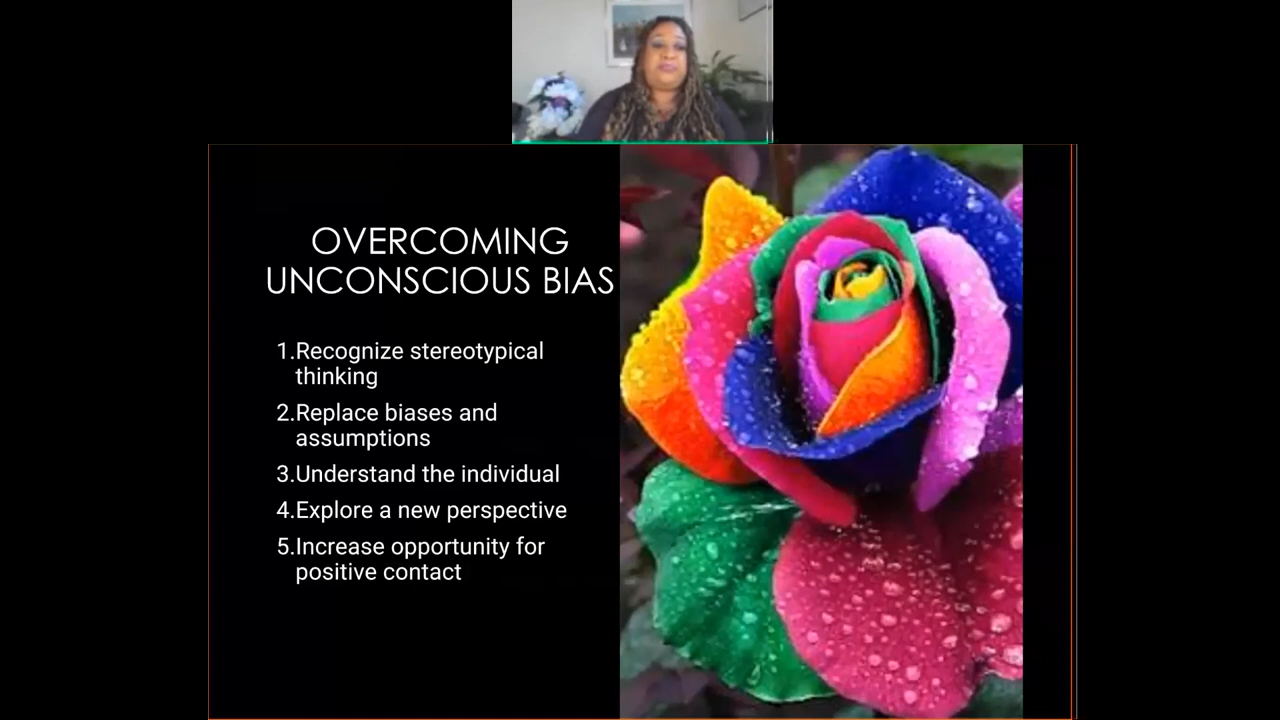 OVERCOMING
UNCONSCIOUS BIAS
1.Recognize stereotypical
thinking
2.Replace biases and
assumptions
3.Understand the individual
4.Explore a new perspective
5.Increase opportunity for
positive contact